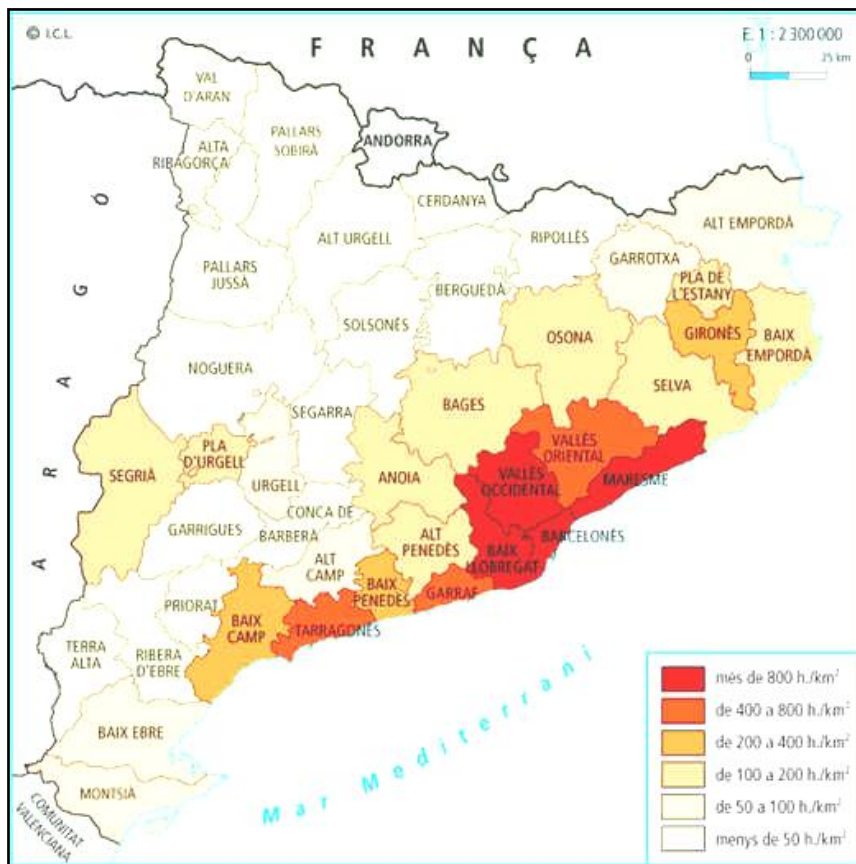 © I.C.L.
FRANÇA
E. 1 : 2 300 000
0 25 km
VAL
D'ARAN
ALTA
RIBAGORÇA
PALLARS
SOBIRÀ
ANDORRA
CERDANYA
ALT URGELL
RIPOLLÈS
ALT EMPORDÀ
GARROTXA
PLA DE
L'ESTANY
PALLARS
JUSSÀ
BERGUEDÀ
SOLSONÈS
OSONA
GIRONÈS
BAIX
EMPORDÀ
NOGUERA
SELVA
BAGES
SEGARRA
ARAGÓ
SEGRIÀ
PLA
D'URGELL
URGELL
ANOIA
VALLÈS
ORIENTAL
VALLÈS
OCCIDENTAL
MARESME
GARRIGUES
CONCA DE
BARBERÀ
ALT
PENEDÈS
BARCELONÈS
BAIX
LLOBREGAT
ALT
CAMP
BAIX
PENEDÈS
GARRAF
PRIORAT
BAIX
CAMP
TARRAGONÈS
TERRA
ALTA
RIBERA
D'EBRE
BAIX EBRE
MONTSIÀ
COMUNITAT
VALENCIANA
Mar Mediterrani
més de 800 h./km²
de 400 a 800 h./km²
de 200 a 400 h./km²
de 100 a 200 h./km²
de 50 a 100 h./km²
menys de 50 h./km²